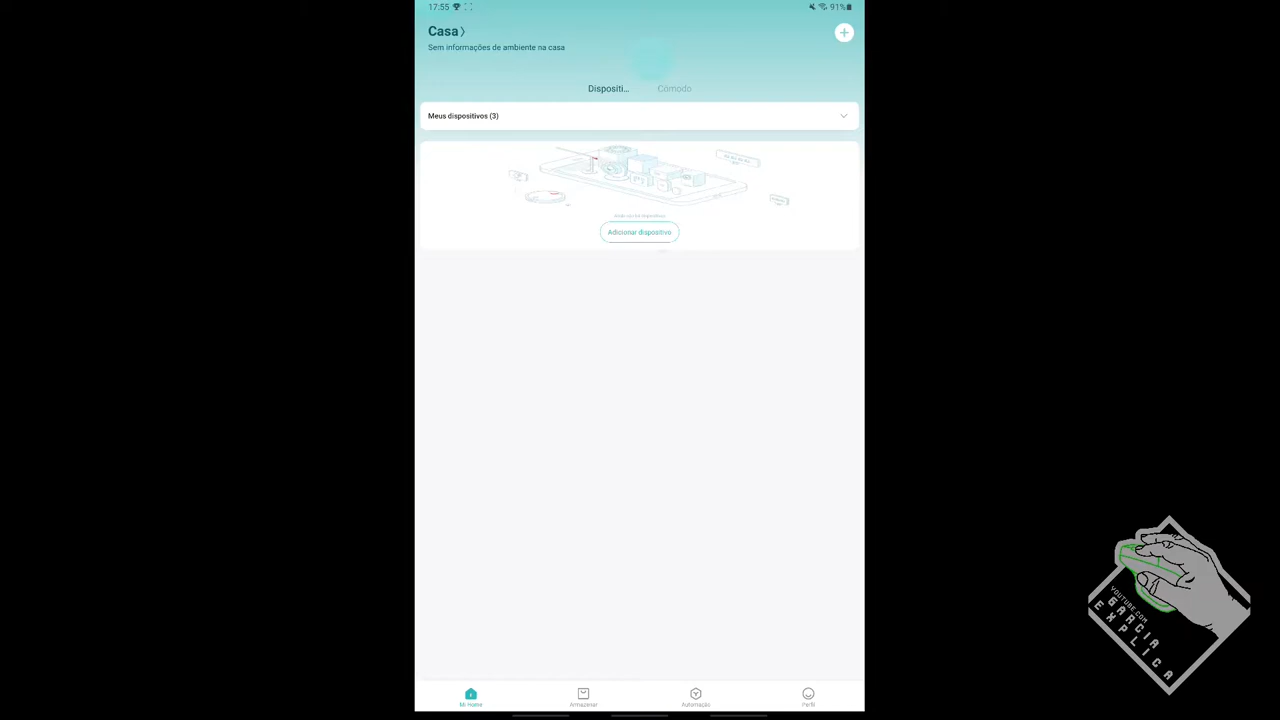 17:55
91%
Casa
Sem informações de ambiente na casa
Dispositi...
Cômodo
Meus dispositivos (3)
Adicionar dispositivo
Mi Home
Armazenar
Automação
Perfil
YOUTUBE.COM
GARCIA
EXPLICA